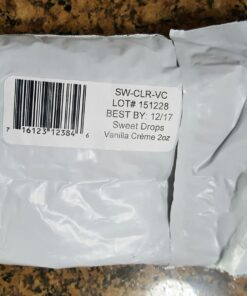 SW-CLR-VC
LOT# 151228
BEST BY: 12/17
Sweet Drops
Vanilla Crème 2oz
7 16123 12384 6